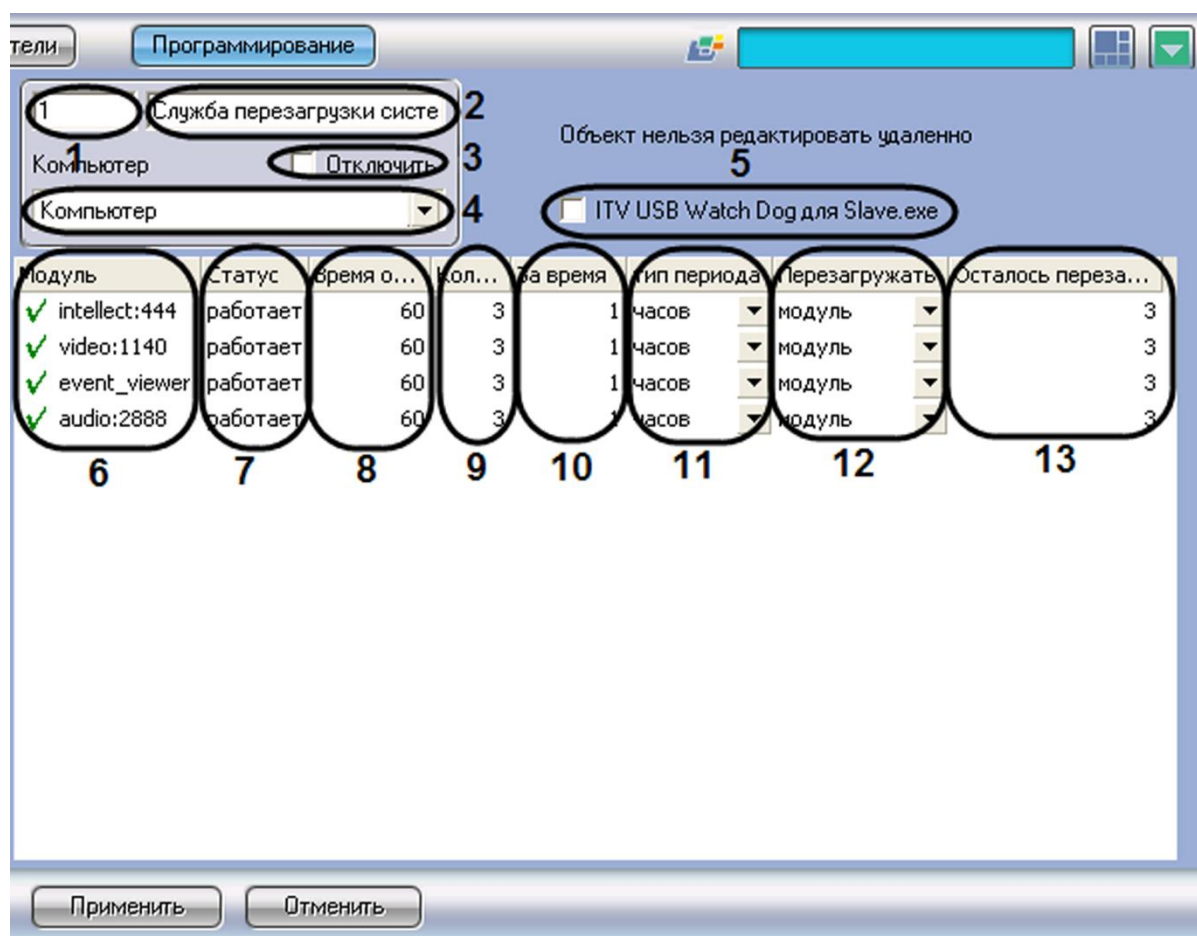 тели Программирование
1 Служба перезагрузки систе 2
1
Компьютер Отключить 3
Объект нельзя редактировать удаленно
5
Компьютер 4
ITV USB Watch Dog для Slave.exe
Модуль Статус Время о... Кол... За время Тип периода Перезагружать Осталось переза...
intellect:444 работает 60 3 1 часов модуль 3
video:1140 работает 60 3 1 часов модуль 3
event_viewer работает 60 3 1 часов модуль 3
audio:2888 работает 60 3 1 часов модуль 3
6 7 8 9 10 11 12 13
Применить Отменить